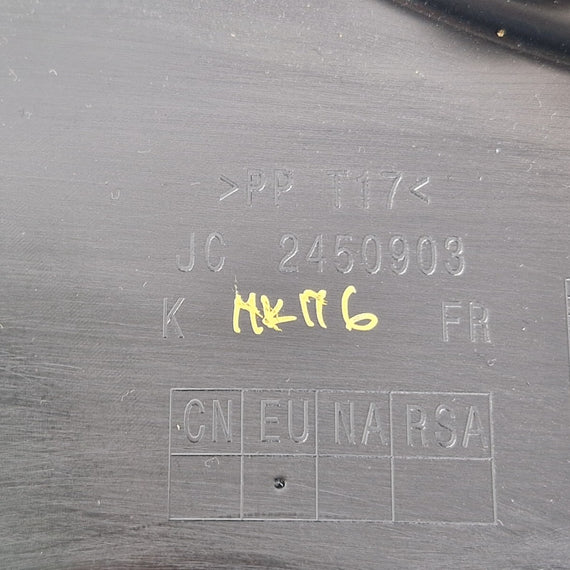 >PP T17<
JC 2450903
K MKM6 FR
CN EU NA RSA